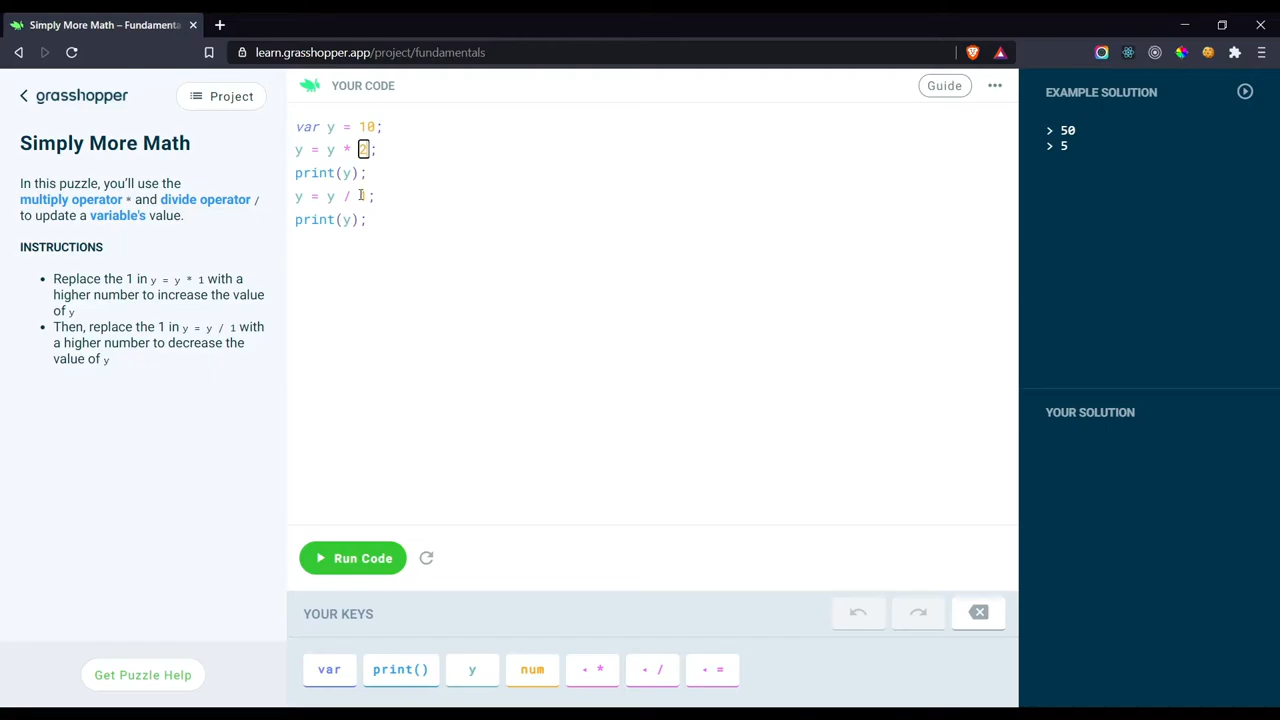 Simply More Math – Fundamenta
learn.grasshopper.app/project/fundamentals
grasshopper
Project
Simply More Math
In this puzzle, you'll use the
multiply operator * and divide operator /
to update a variable's value.
INSTRUCTIONS
• Replace the 1 in y = y * 1 with a
higher number to increase the value
of y
• Then, replace the 1 in y = y / 1 with
a higher number to decrease the
value of y
Get Puzzle Help
YOUR CODE
Guide
var y = 10;
y = y * 2;
print(y);
y = y / ;
print(y);
Run Code
YOUR KEYS
var
print()
y
num
*
/
=
EXAMPLE SOLUTION
> 50
> 5
YOUR SOLUTION